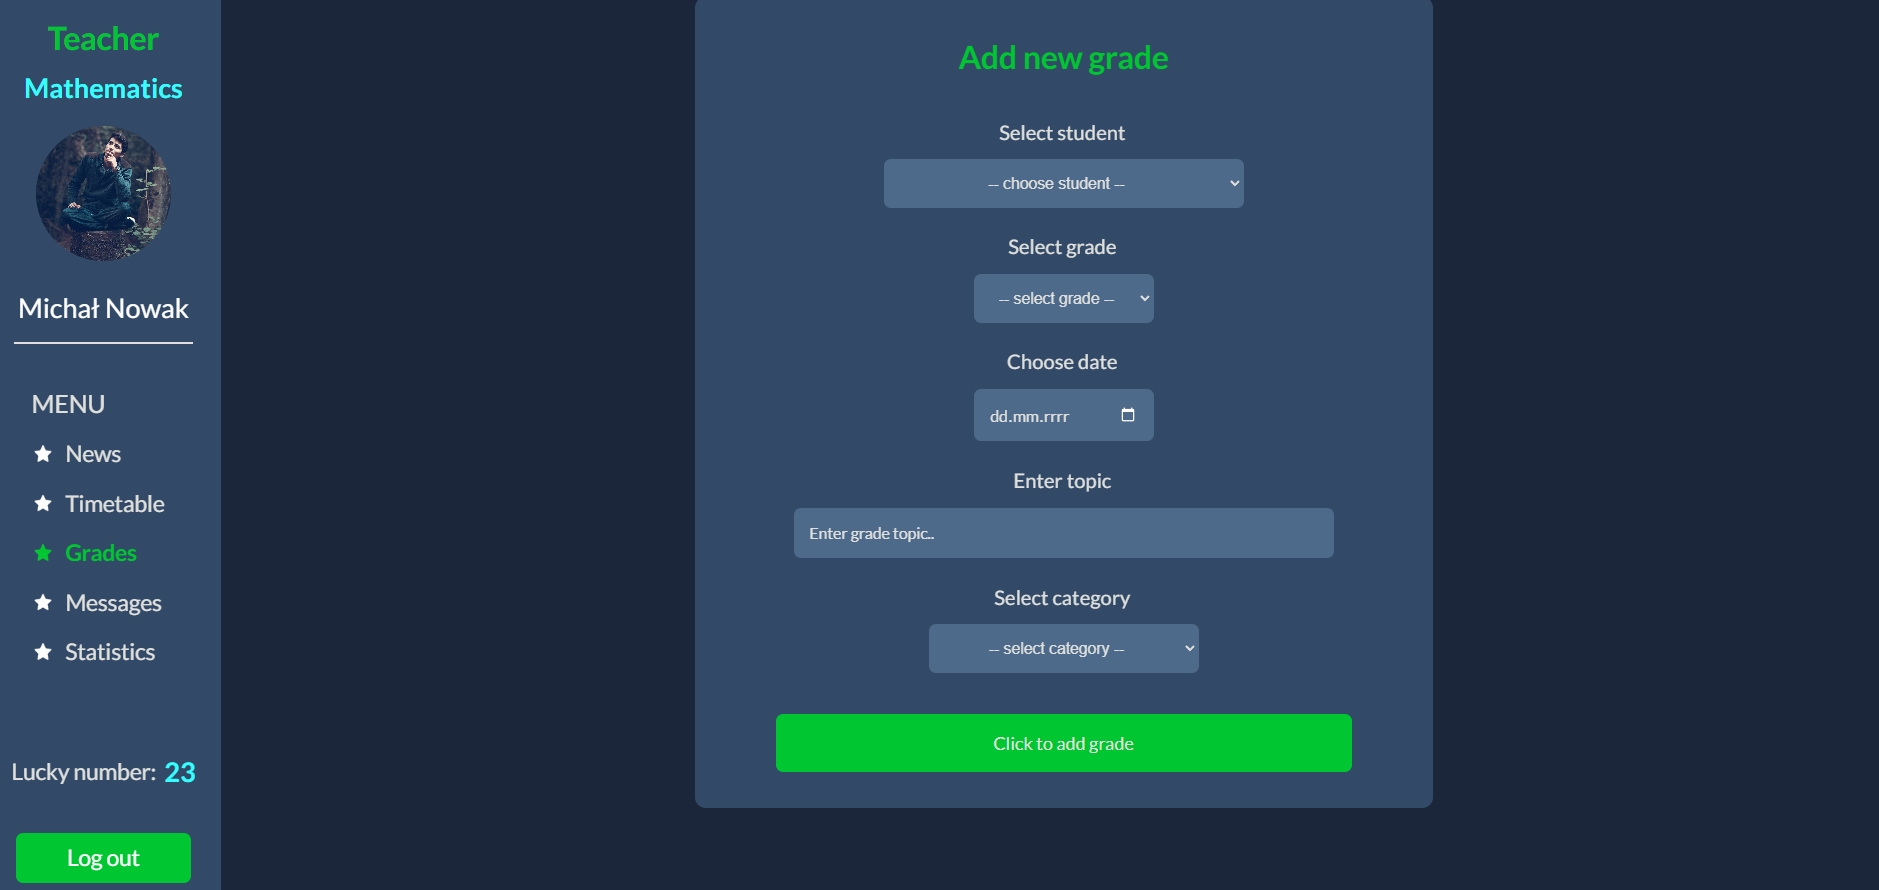 Teacher
Mathematics
Michał Nowak
MENU
News
Timetable
Grades
Messages
Statistics
Lucky number: 23
Log out
Add new grade
Select student
-- choose student --
Select grade
-- select grade --
Choose date
dd.mm.rrrr
Enter topic
Enter grade topic..
Select category
-- select category --
Click to add grade